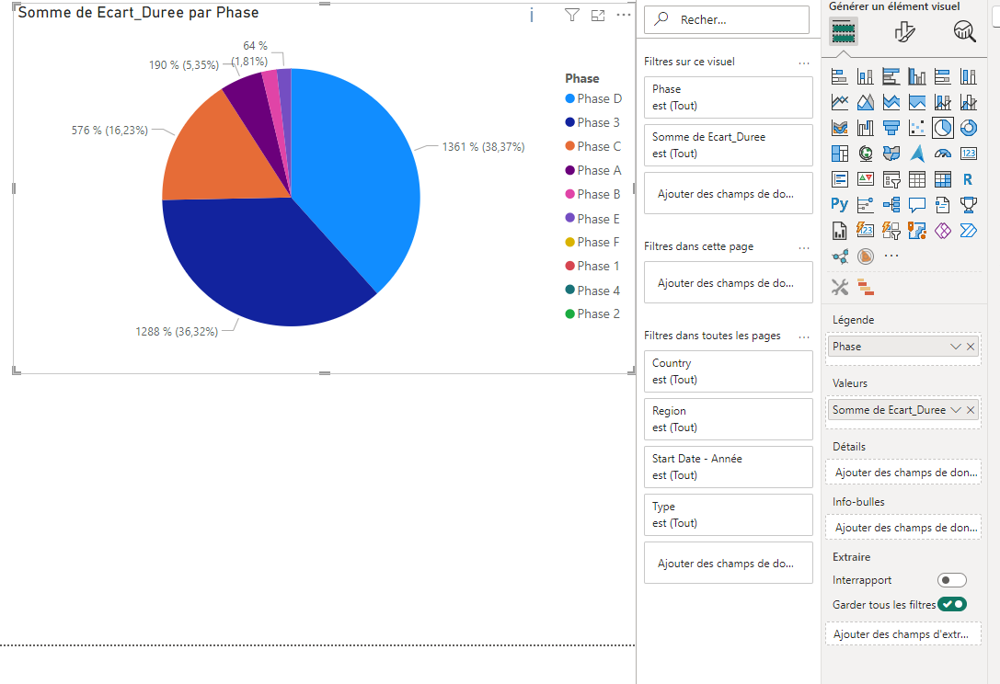 Somme de Ecart_Duree par Phase
64 %
(1,81%)
190 % (5,35%)
576 % (16,23%)
1361 % (38,37%)
1288 % (36,32%)
Phase
Phase D
Phase 3
Phase C
Phase A
Phase B
Phase E
Phase F
Phase 1
Phase 4
Phase 2
Recher...
Filtres sur ce visuel
...
Phase
est (Tout)
Somme de Ecart_Duree
est (Tout)
Ajouter des champs de do...
Filtres dans cette page
...
Ajouter des champs de do...
Filtres dans toutes les pages
...
Country
est (Tout)
Region
est (Tout)
Start Date - Année
est (Tout)
Type
est (Tout)
Ajouter des champs de do...
Générer un élément visuel
123
R
Py
123
...
Légende
Phase
Valeurs
Somme de Ecart_Duree
Détails
Ajouter des champs de don...
Info-bulles
Ajouter des champs de don...
Extraire
Interrapport
Garder tous les filtres
Ajouter des champs d'extr...